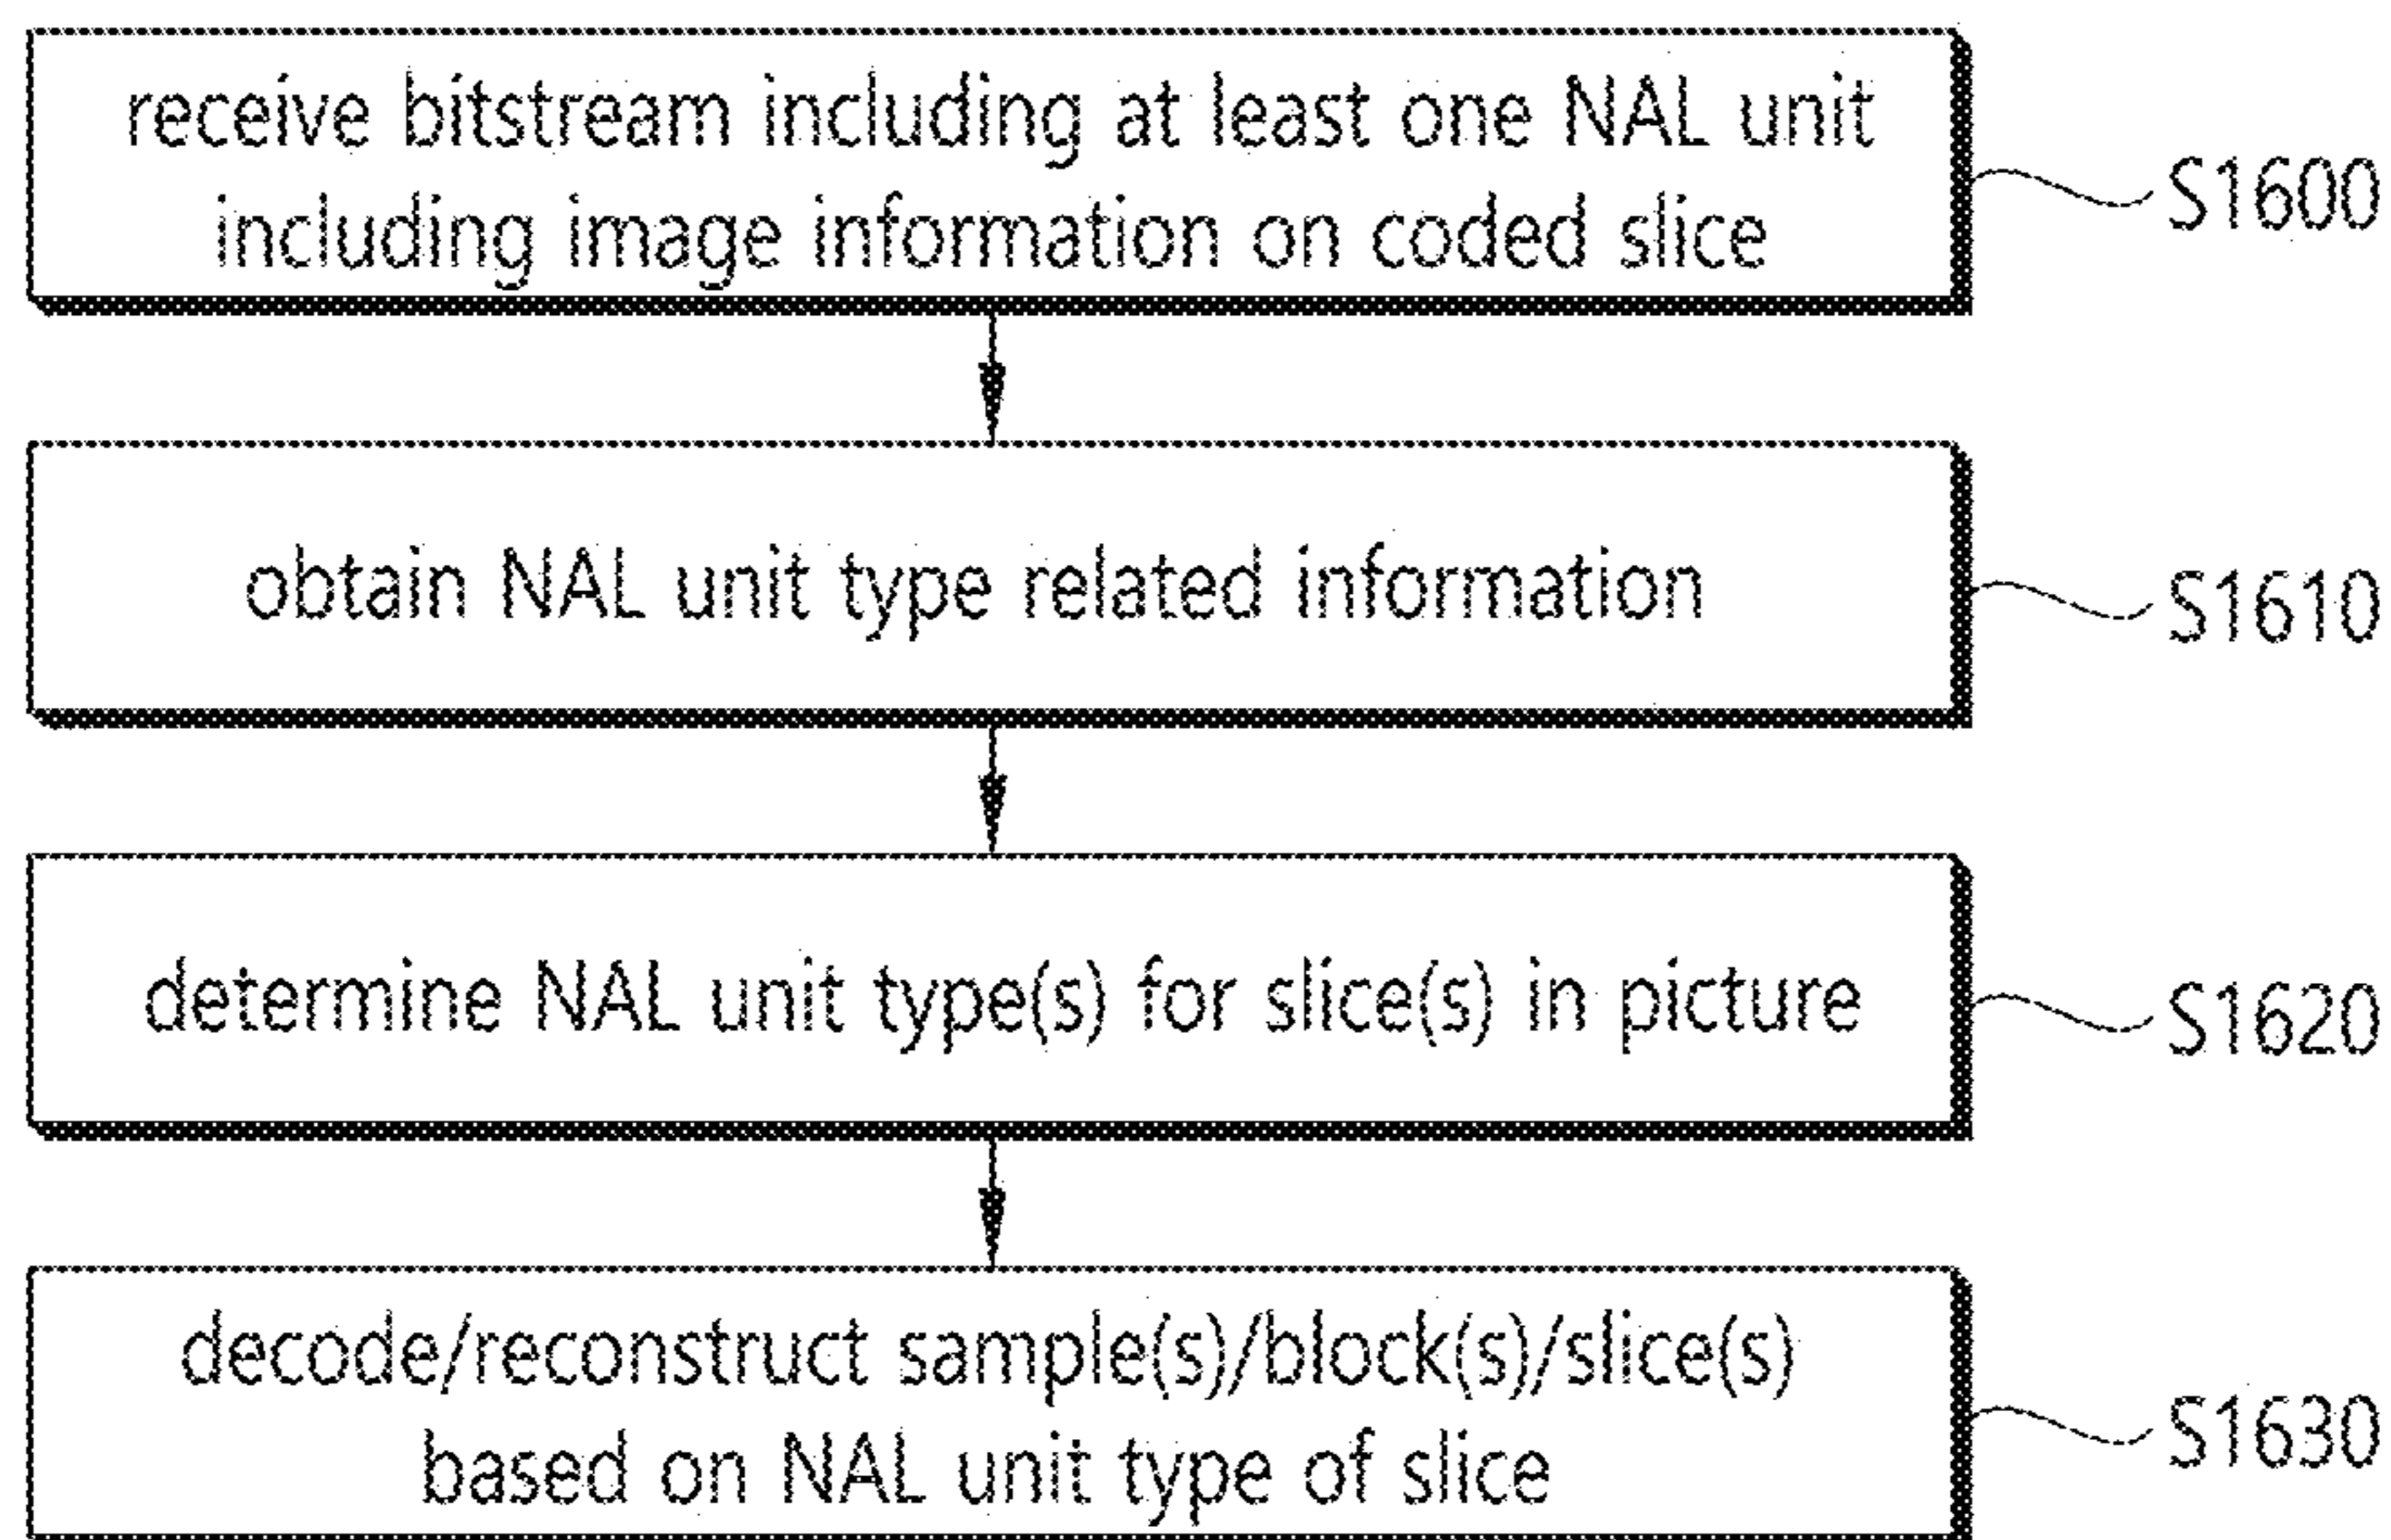 receive bitstream including at least one NAL unit
including image information on coded slice
S1600
obtain NAL unit type related information
S1610
determine NAL unit type(s) for slice(s) in picture
S1620
decode/reconstruct sample(s)/block(s)/slice(s)
based on NAL unit type of slice
S1630